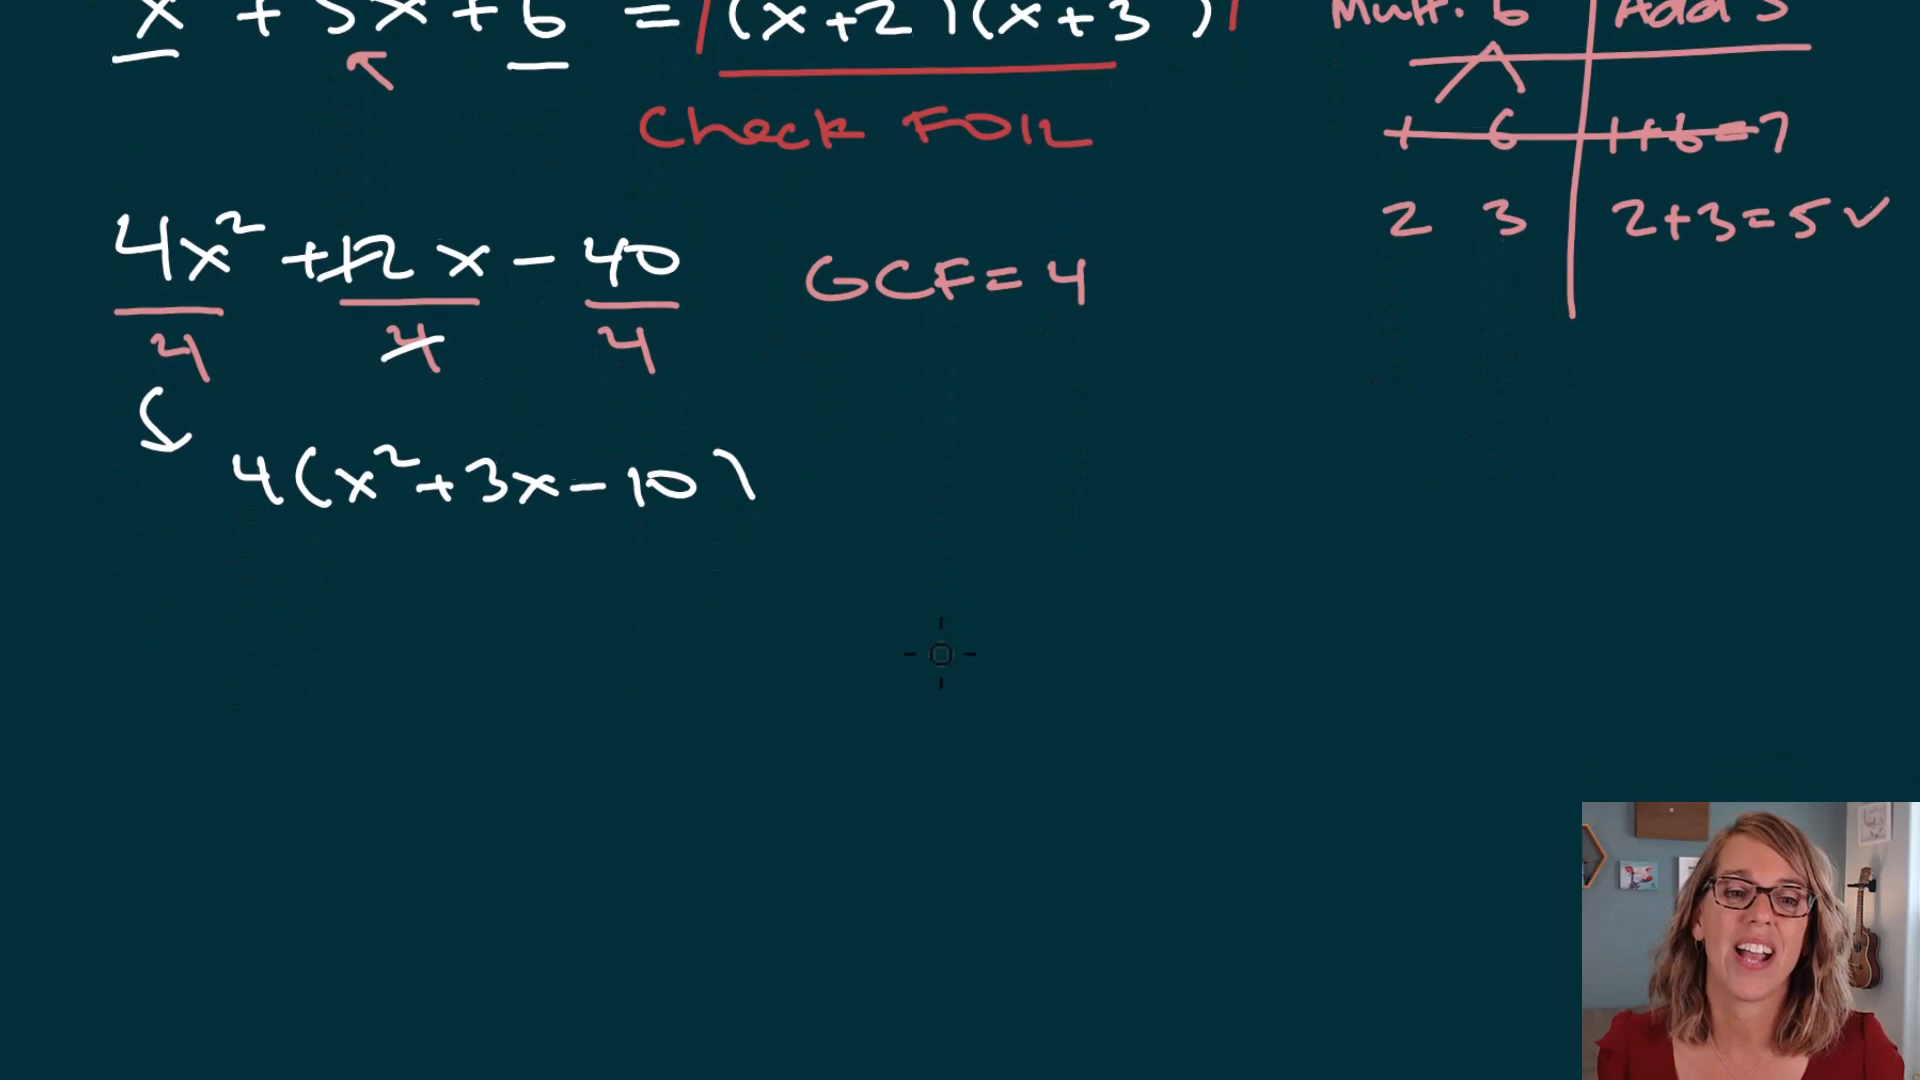 x + 5x + 6 = (x+2)(x+3)
Mult. 6 Add 5
Check FOIL
1 6 1+6=7
2 3 2+3=5 ✓
4x² + 12x - 40 GCF = 4
4 4 4
4(x² + 3x - 10)